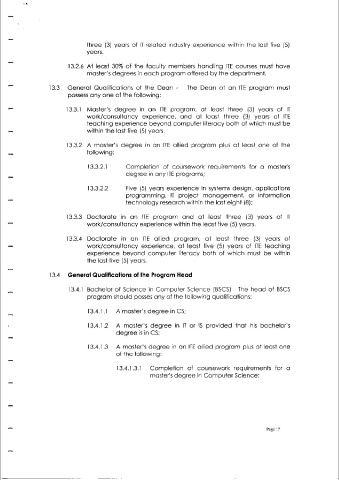 three (3) years of IT related industry experience within the last five (5)
years.
13.2.6 At least 30% of the faculty members handling ITE courses must have
master's degrees in each program offered by the department.
13.3 General Qualifications of the Dean - The Dean of an ITE program must
possess any one of the following:
13.3.1 Master's degree in an ITE program, at least three (3) years of IT
work/consultancy experience, and at least three (3) years of ITE
teaching experience beyond computer literacy both of which must be
within the last five (5) years.
13.3.2 A master's degree in an ITE allied program plus at least one of the
following:
13.3.2.1 Completion of coursework requirements for a master's
degree in any ITE programs;
13.3.2.2 Five (5) years experience in systems design, applications
programming, IT project management, or information
technology research within the last eight (8);
13.3.3 Doctorate in an ITE program and at least three (3) years of IT
work/consultancy experience within the least five (5) years.
13.3.4 Doctorate in an ITE allied program, at least three (3) years of
work/consultancy experience, at least five (5) years of ITE teaching
experience beyond computer literacy both of which must be within
the last five (5) years.
13.4 General Qualifications of the Program Head
13.4.1 Bachelor of Science in Computer Science (BSCS) The head of BSCS
program should possess any of the following qualifications:
13.4.1.1 A master's degree in CS;
13.4.1.2 A master's degree in IT or IS provided that his bachelor's
degree is in CS;
13.4.1.3 A master's degree in an ITE allied program plus at least one
of the following:
13.4.1.3.1 Completion of coursework requirements for a
master's degree in Computer Science;